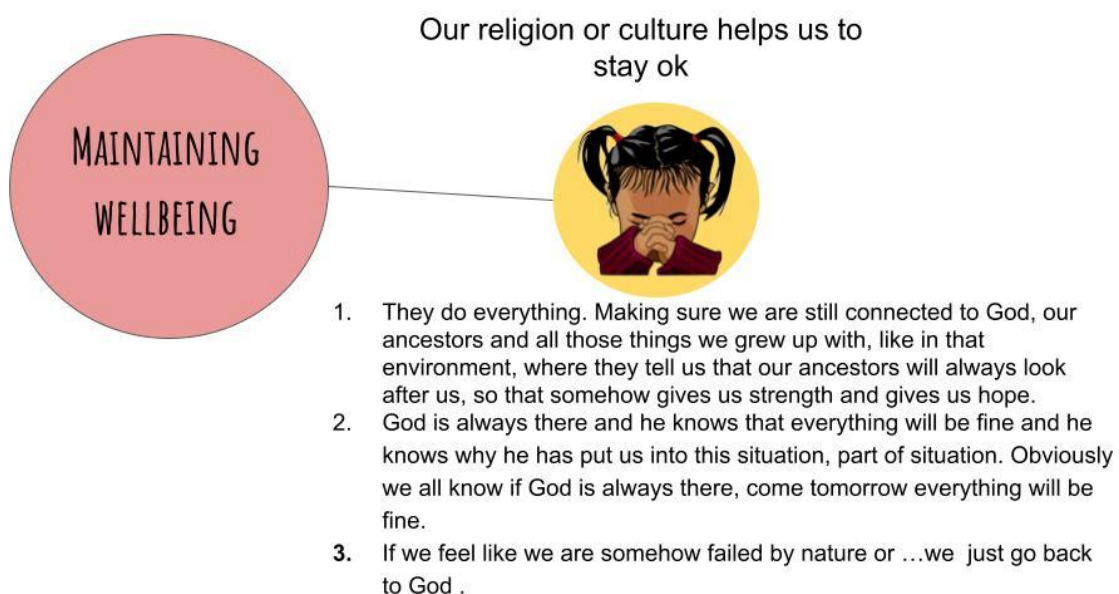 Our religion or culture helps us to
stay ok
MAINTAINING
WELLBEING
1. They do everything. Making sure we are still connected to God, our
ancestors and all those things we grew up with, like in that
environment, where they tell us that our ancestors will always look
after us, so that somehow gives us strength and gives us hope.
2. God is always there and he knows that everything will be fine and he
knows why he has put us into this situation, part of situation. Obviously
we all know if God is always there, come tomorrow everything will be
fine.
3. If we feel like we are somehow failed by nature or …we  just go back
to God .